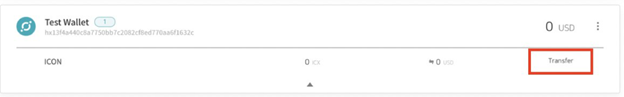 Test Wallet 1
0 USD
hx13f4a440c8a7750bb7c2082cf6ed770aa6f1632c
ICON 0 ICX ⇋ 0 USD Transfer